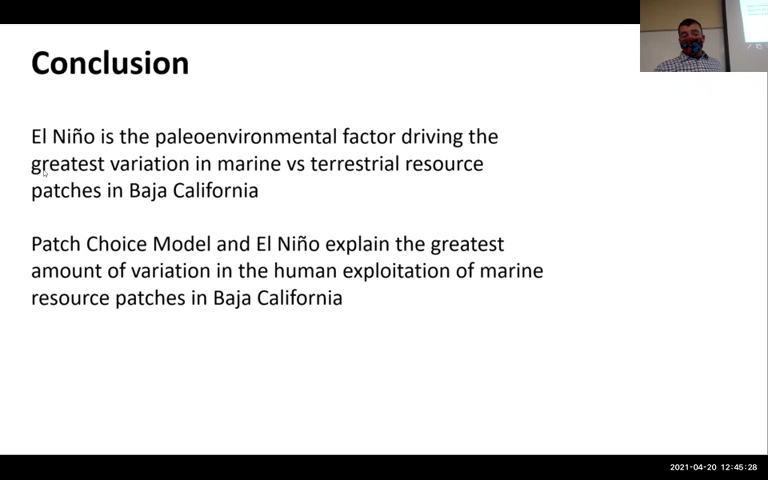 Conclusion
El Niño is the paleoenvironmental factor driving the
greatest variation in marine vs terrestrial resource
patches in Baja California
Patch Choice Model and El Niño explain the greatest
amount of variation in the human exploitation of marine
resource patches in Baja California
2021-04-20 12:45:28